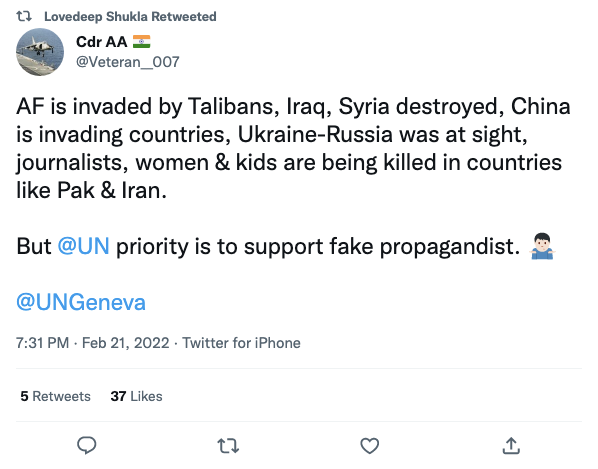 Lovedeep Shukla Retweeted
Cdr AA 🇮🇳
@Veteran__007
AF is invaded by Talibans, Iraq, Syria destroyed, China
is invading countries, Ukraine-Russia was at sight,
journalists, women & kids are being killed in countries
like Pak & Iran.
But @UN priority is to support fake propagandist. 🤷🏻‍♂️
@UNGeneva
7:31 PM · Feb 21, 2022 · Twitter for iPhone
5 Retweets 37 Likes